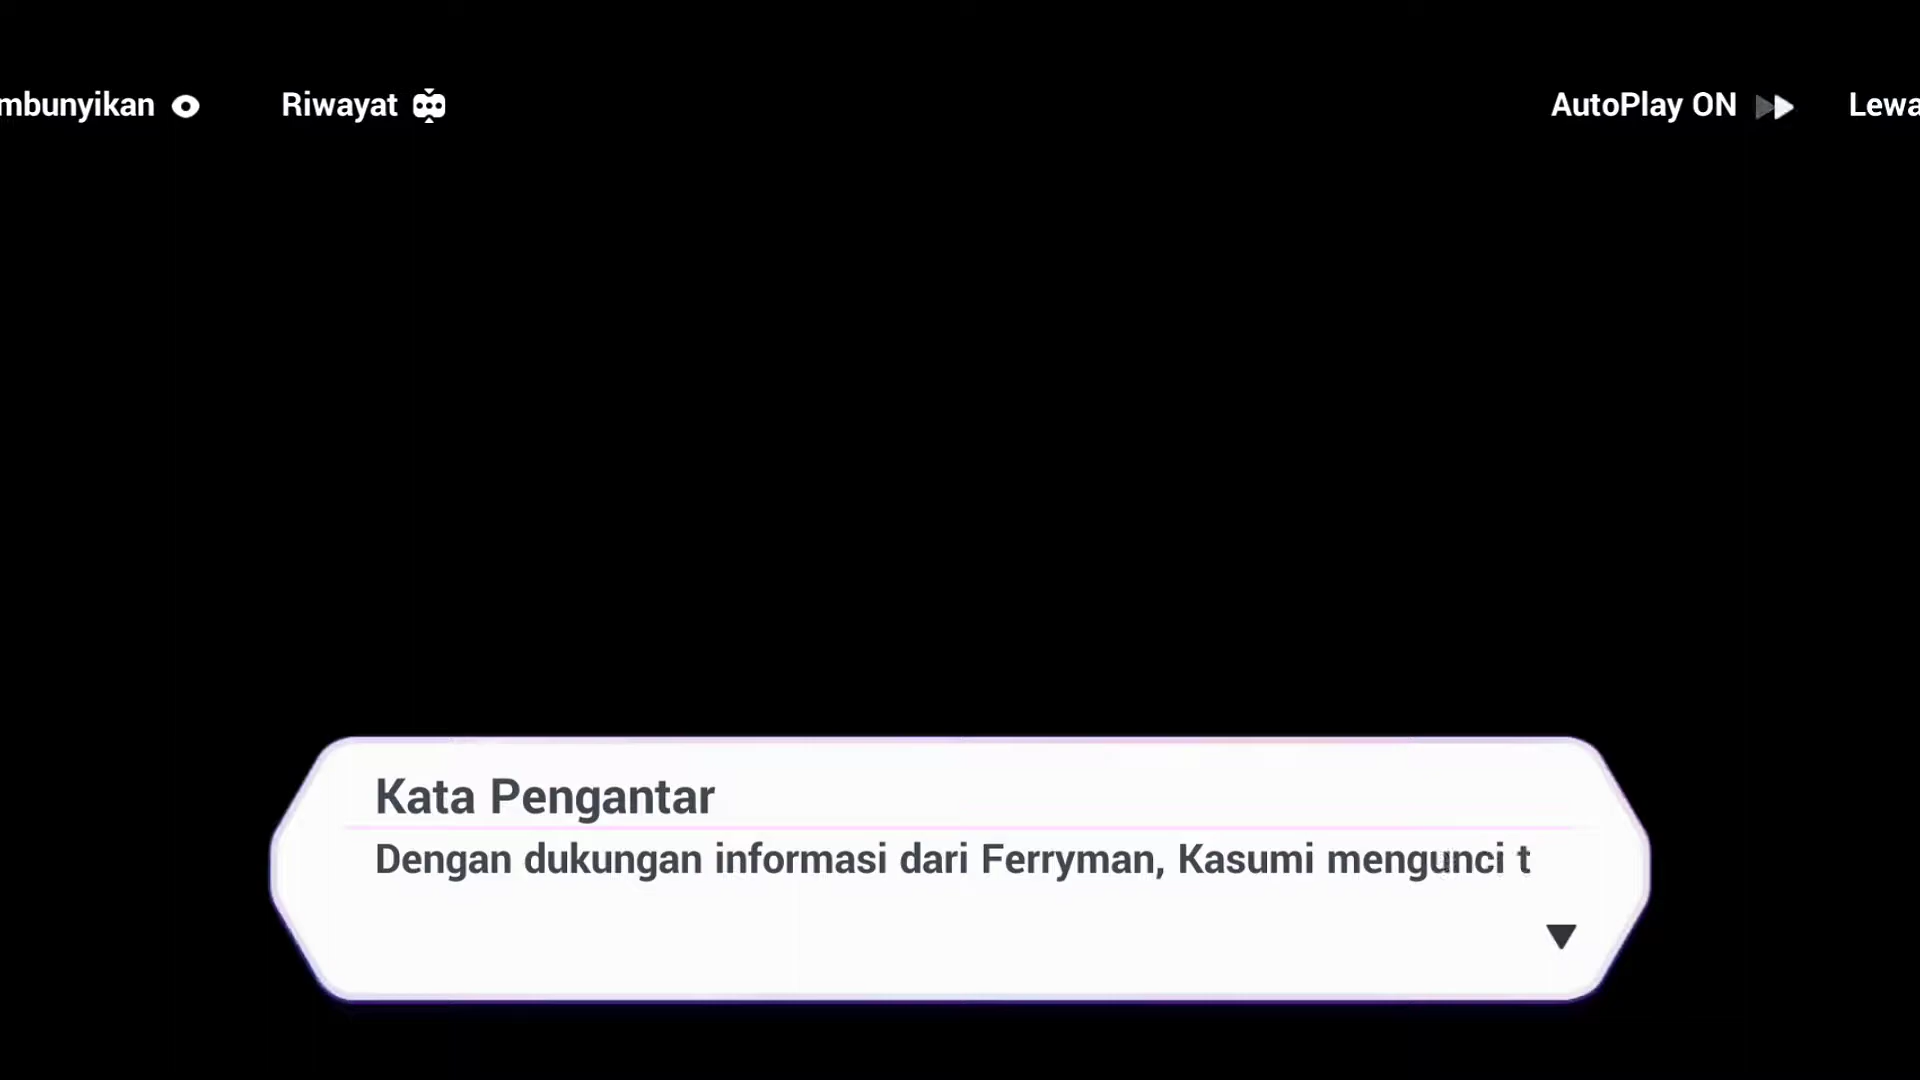 mbunyikan
Riwayat
AutoPlay ON
Lewa
Kata Pengantar
Dengan dukungan informasi dari Ferryman, Kasumi mengunci t